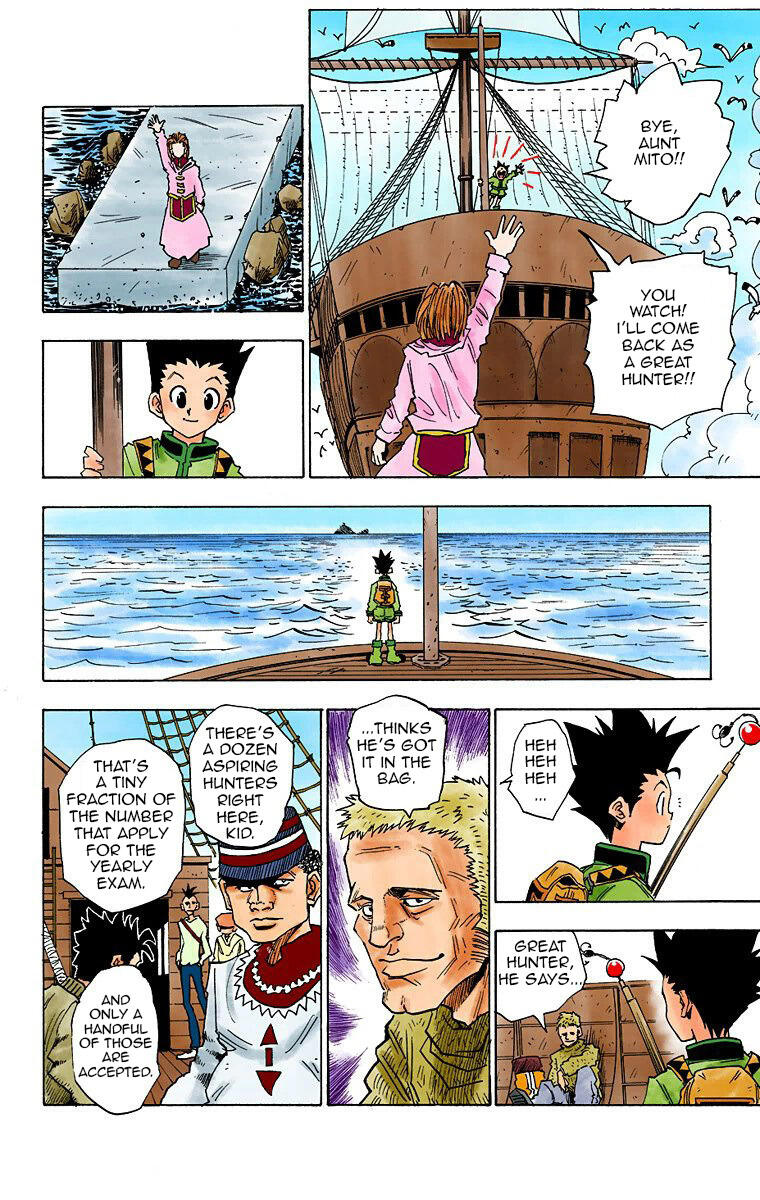 BYE,
AUNT
MITO!!
YOU
WATCH!
I'LL COME
BACK AS
A GREAT
HUNTER!!
HEH
HEH
HEH
...
GREAT
HUNTER,
HE SAYS...
...THINKS
HE'S GOT
IT IN THE
BAG.
THERE'S
A DOZEN
ASPIRING
HUNTERS
RIGHT
HERE,
KID.
THAT'S
A TINY
FRACTION OF
THE NUMBER
THAT APPLY
FOR THE
YEARLY
EXAM.
AND
ONLY A
HANDFUL
OF THOSE
ARE
ACCEPTED.